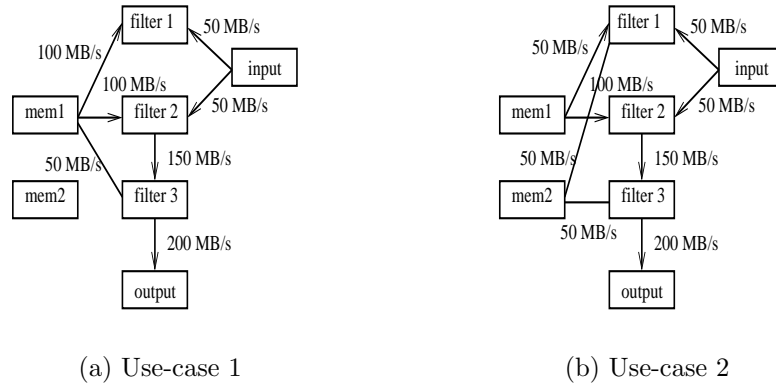 filter 1
50 MB/s
100 MB/s
input
100 MB/s
mem1
filter 2
50 MB/s
150 MB/s
50 MB/s
mem2
filter 3
200 MB/s
output
(a) Use-case 1
filter 1
50 MB/s
50 MB/s
input
100 MB/s
mem1
filter 2
50 MB/s
150 MB/s
50 MB/s
mem2
filter 3
50 MB/s
200 MB/s
output
(b) Use-case 2